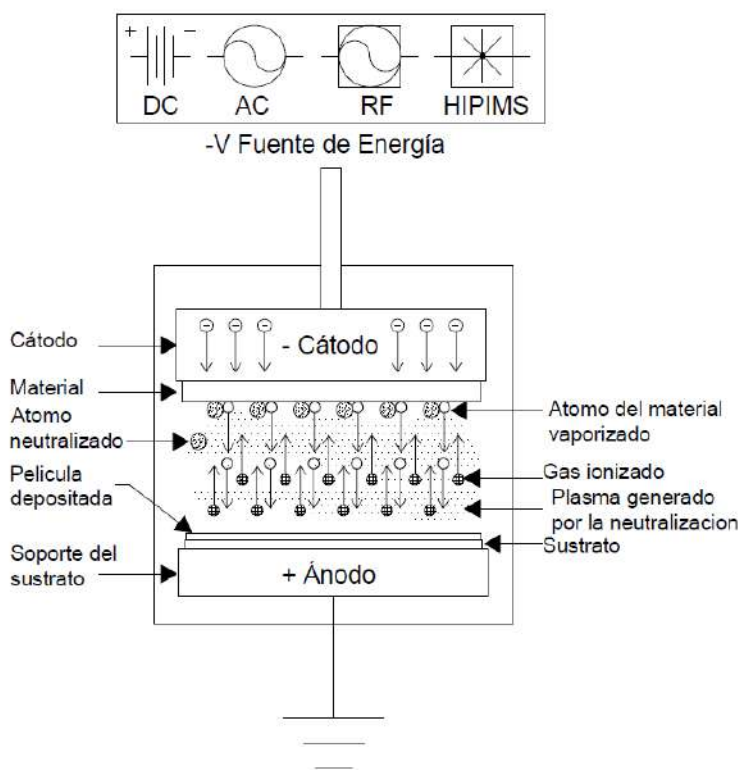 + -
DC AC RF HIPIMS
-V Fuente de Energía
- Cátodo
Cátodo
Material
Atomo
neutralizado
Pelicula
depositada
Soporte del
sustrato
Atomo del material
vaporizado
Gas ionizado
Plasma generado
por la neutralizacion
Sustrato
+ Ánodo